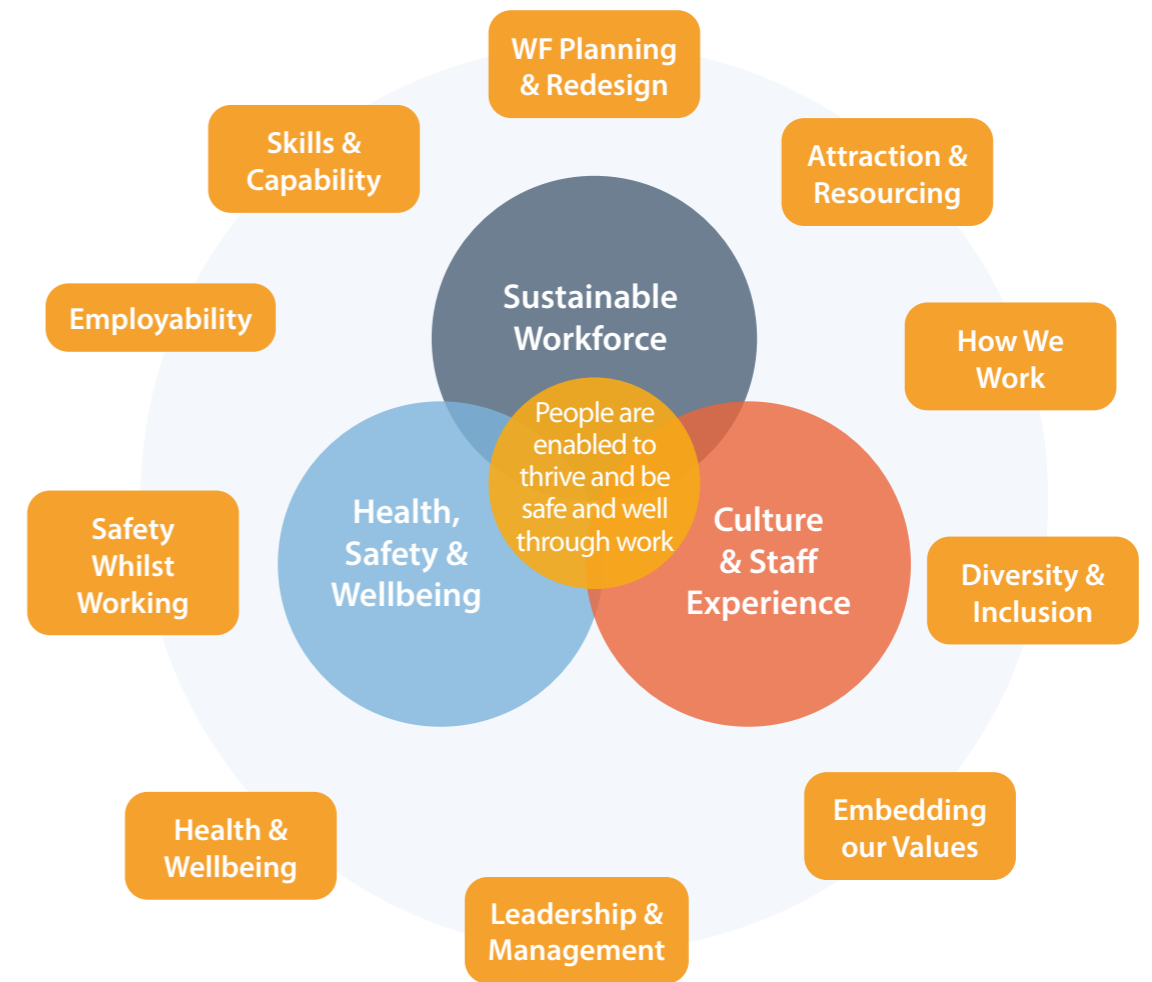 WF Planning
& Redesign
Attraction &
Resourcing
How We
Work
Diversity &
Inclusion
Embedding
our Values
Leadership &
Management
Health &
Wellbeing
Safety
Whilst
Working
Employability
Skills &
Capability
Sustainable
Workforce
People are
enabled to
thrive and be
safe and well
through work
Health,
Safety &
Wellbeing
Culture
& Staff
Experience